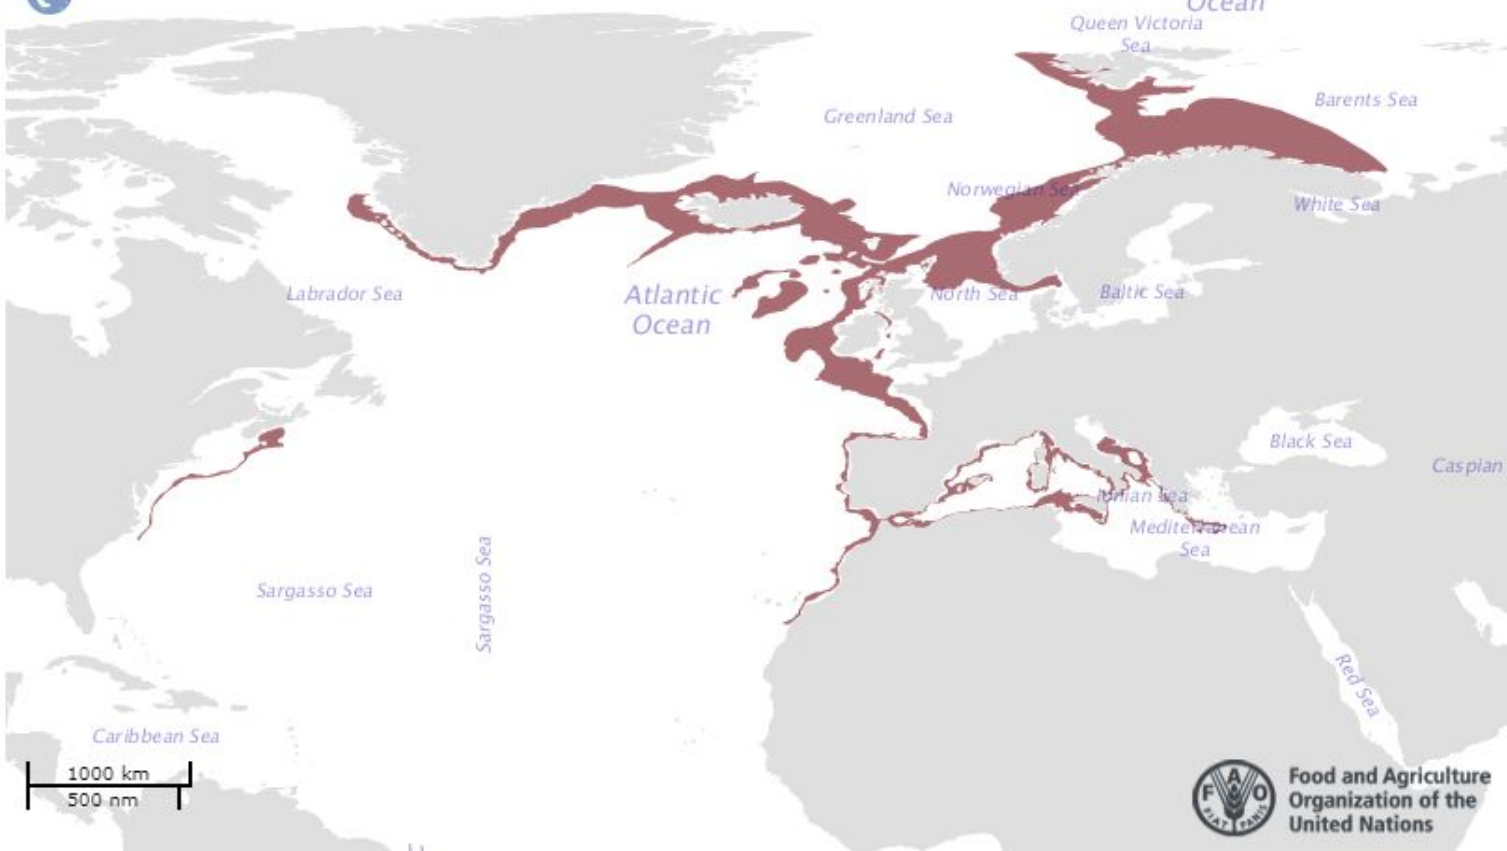 Ocean
Queen Victoria
Sea
Barents Sea
Greenland Sea
Norwegian Sea
White Sea
Labrador Sea
Atlantic
Ocean
North Sea
Baltic Sea
Black Sea
Caspian
Ionian Sea
Mediterranean
Sea
Sargasso Sea
Sargasso Sea
Red Sea
Caribbean Sea
1000 km
500 nm
F A O
FIAT PANIS
Food and Agriculture
Organization of the
United Nations